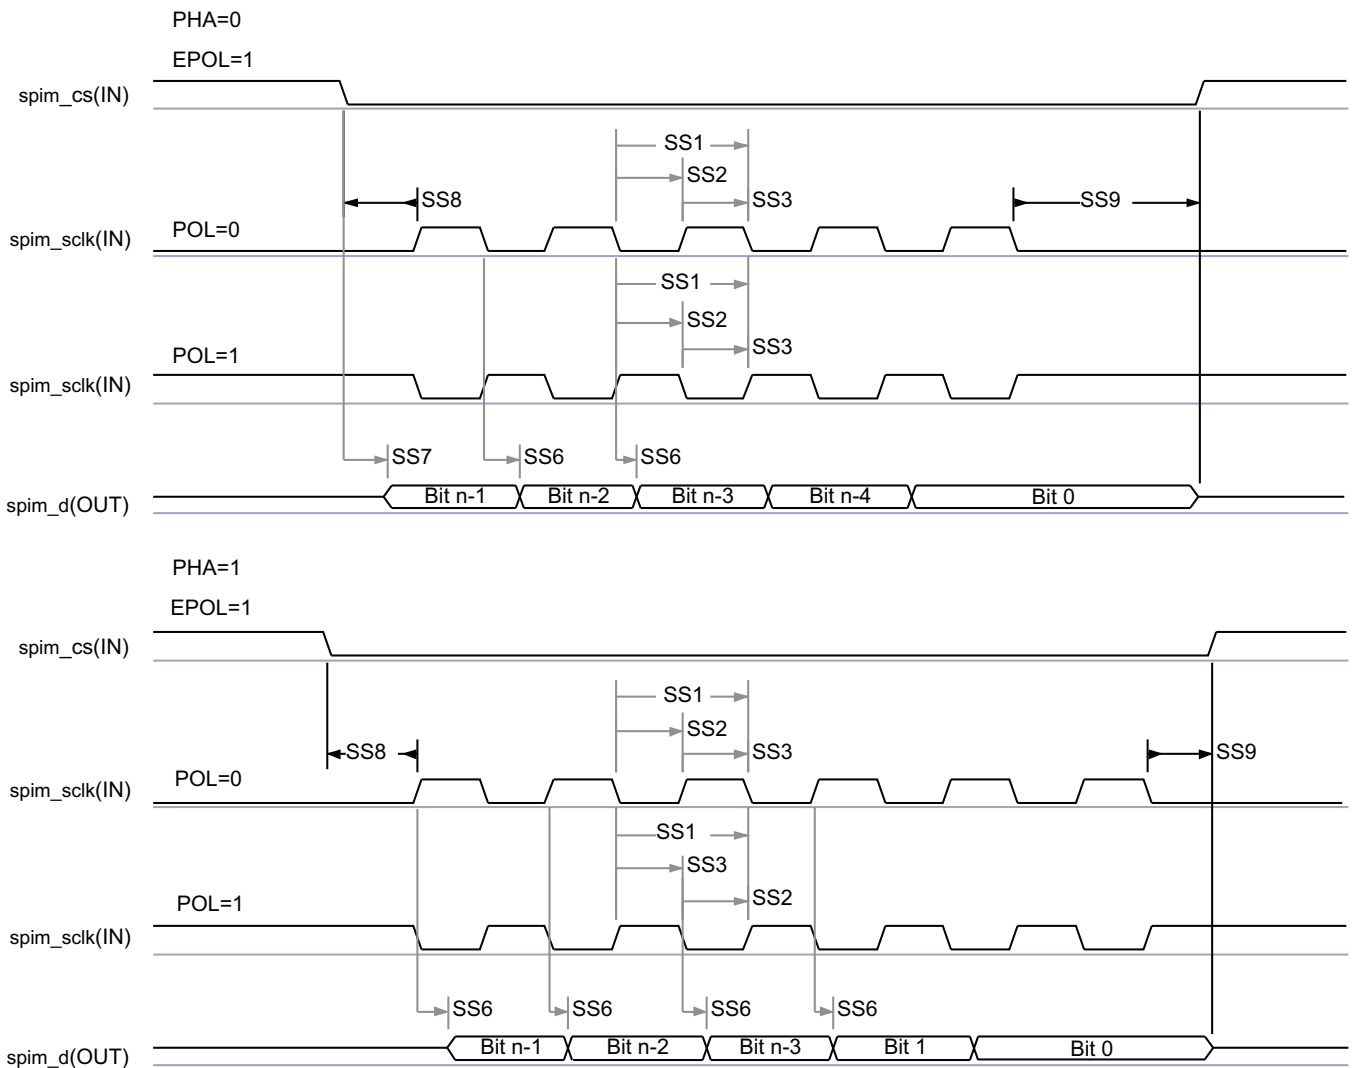 PHA=0
EPOL=1
spim_cs(IN)
SS1
SS2
SS8
SS3
SS9
POL=0
spim_sclk(IN)
SS1
SS2
SS3
POL=1
spim_sclk(IN)
SS7
SS6
SS6
spim_d(OUT)
Bit n-1
Bit n-2
Bit n-3
Bit n-4
Bit 0
PHA=1
EPOL=1
spim_cs(IN)
SS1
SS2
SS8
SS3
SS9
POL=0
spim_sclk(IN)
SS1
SS3
SS2
POL=1
spim_sclk(IN)
SS6
SS6
SS6
SS6
spim_d(OUT)
Bit n-1
Bit n-2
Bit n-3
Bit 1
Bit 0